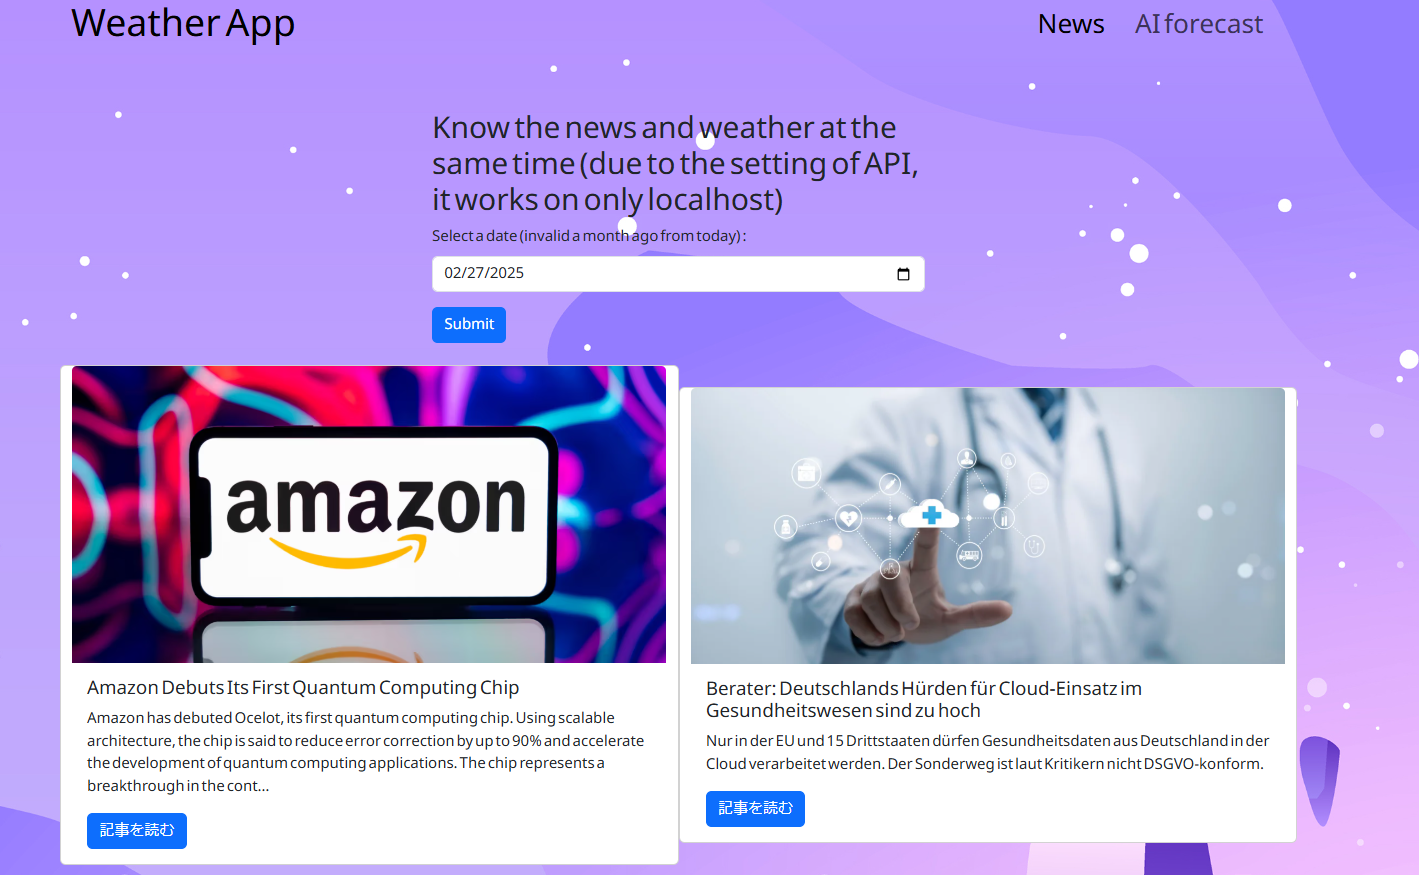 Weather App
News
AI forecast
Know the news and weather at the
same time (due to the setting of API,
it works on only localhost)
Select a date (invalid a month ago from today) :
02/27/2025
Submit
amazon
Amazon Debuts Its First Quantum Computing Chip
Amazon has debuted Ocelot, its first quantum computing chip. Using scalable
architecture, the chip is said to reduce error correction by up to 90% and accelerate
the development of quantum computing applications. The chip represents a
breakthrough in the cont…
記事を読む
Berater: Deutschlands Hürden für Cloud-Einsatz im
Gesundheitswesen sind zu hoch
Nur in der EU und 15 Drittstaaten dürfen Gesundheitsdaten aus Deutschland in der
Cloud verarbeitet werden. Der Sonderweg ist laut Kritikern nicht DSGVO-konform.
記事を読む